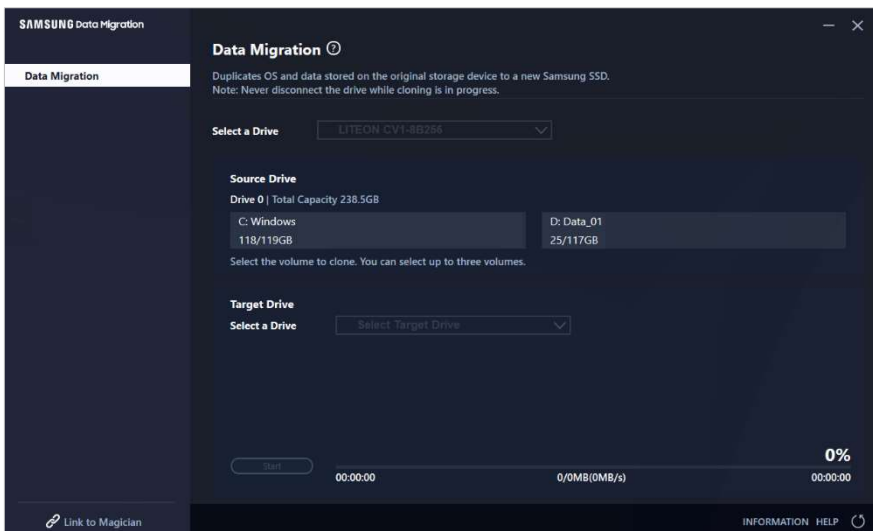 SAMSUNG Data Migration
Data Migration
Data Migration ?
Duplicates OS and data stored on the original storage device to a new Samsung SSD.
Note: Never disconnect the drive while cloning is in progress.
Select a Drive
LITEON CV1-8B256
Source Drive
Drive 0 | Total Capacity 238.5GB
C: Windows
118/119GB
D: Data_01
25/117GB
Select the volume to clone. You can select up to three volumes.
Target Drive
Select a Drive
Select Target Drive
0%
Start
00:00:00
0/0MB(0MB/s)
00:00:00
Link to Magician
INFORMATION HELP